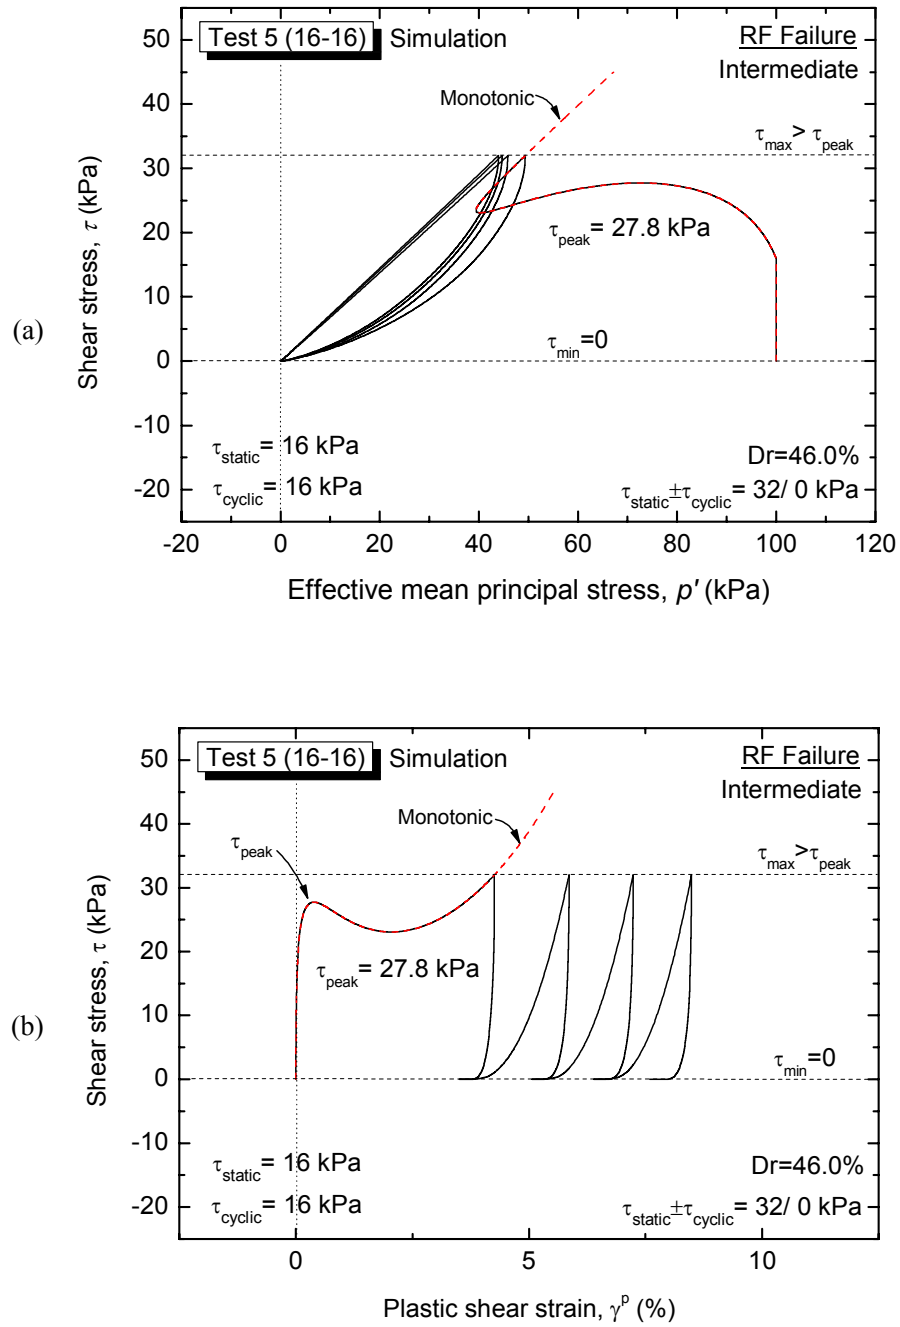 50
40
30
20
10
0
-10
-20
Shear stress, τ (kPa)
(a)
Test 5 (16-16) Simulation
RF Failure
Intermediate
Monotonic
τmax> τpeak
τpeak= 27.8 kPa
τmin=0
τstatic= 16 kPa
τcyclic= 16 kPa
Dr=46.0%
τstatic±τcyclic= 32/ 0 kPa
-20 0 20 40 60 80 100 120
Effective mean principal stress, p' (kPa)
50
40
30
20
10
0
-10
-20
Shear stress, τ (kPa)
(b)
Test 5 (16-16) Simulation
RF Failure
Intermediate
Monotonic
τpeak
τmax>τpeak
τpeak= 27.8 kPa
τmin=0
τstatic= 16 kPa
τcyclic= 16 kPa
Dr=46.0%
τstatic±τcyclic= 32/ 0 kPa
0 5 10
Plastic shear strain, γp (%)